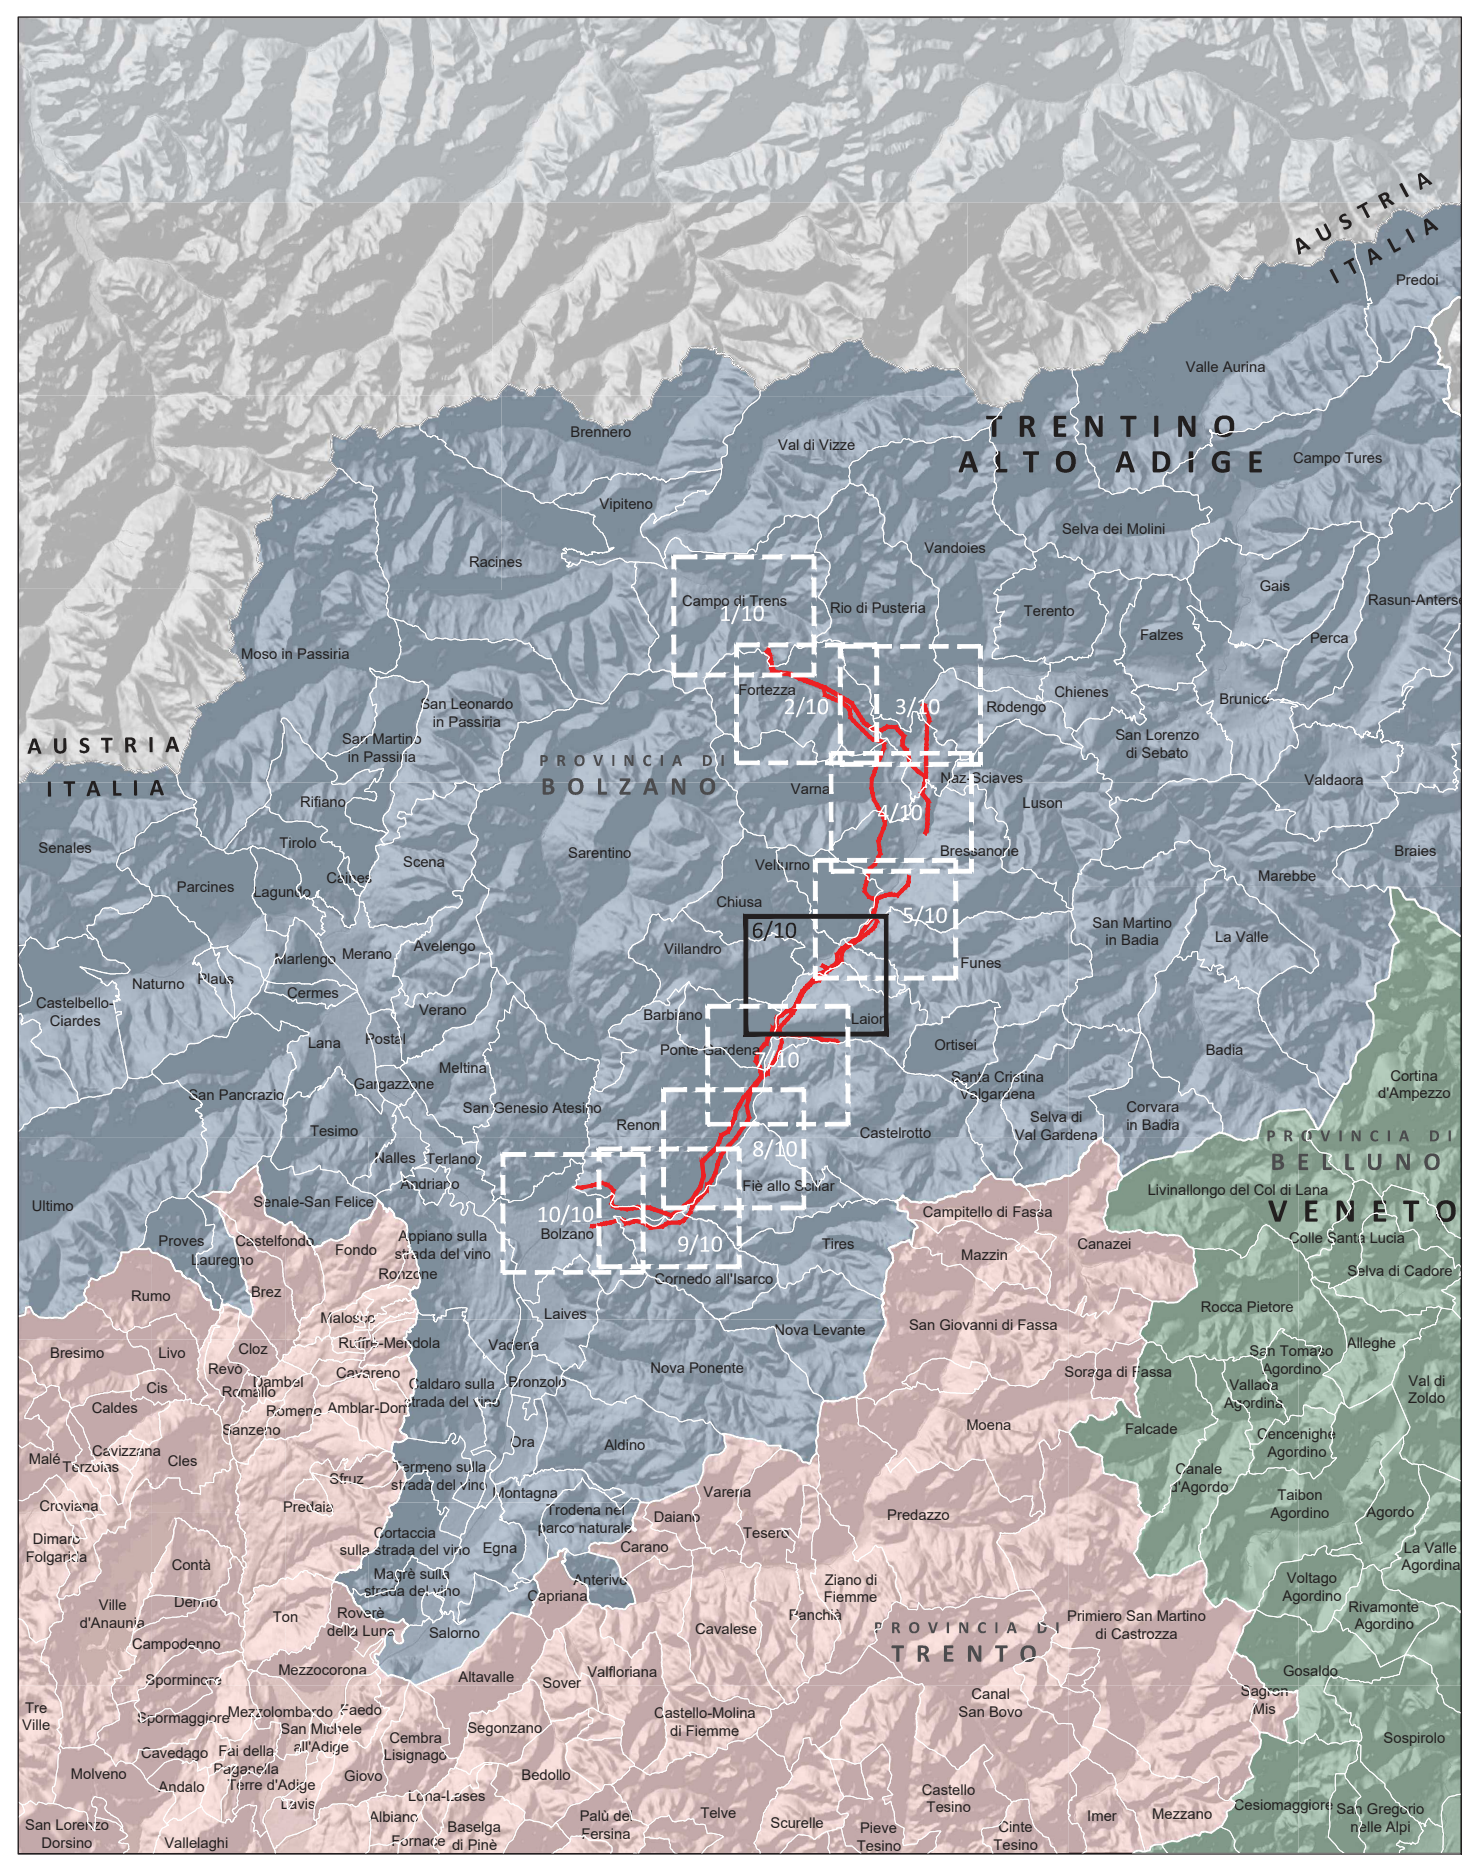 AUSTRIA
ITALIA
Predoi
Valle Aurina
TRENTINO
ALTO ADIGE
Brennero
Val di Vizze
Campo Tures
Vipiteno
Selva dei Molini
Vandoies
Racines
Gais
Campo di Trens
1/10
Rio di Pusteria
Terento
Rasun-Anterse
Falzes
Perca
Moso in Passiria
Fortezza
2/10
3/10
Rodengo
Chienes
Brunico
San Leonardo
in Passiria
San Martino
in Passiria
San Lorenzo
di Sebato
AUSTRIA
ITALIA
PROVINCIA DI
BOLZANO
Varna
Naz-Sciaves
Valdaora
Rifiano
4/10
Luson
Senales
Tirolo
Scena
Sarentino
Velturno
Bressanone
Braies
Parcines
Lagundo
Caines
Marebbe
Chiusa
5/10
6/10
San Martino
in Badia
La Valle
Avelengo
Villandro
Marlengo
Merano
Funes
Naturno
Plaus
Cermes
Castelbello-
Ciardes
Verano
Barbiano
Laion
Lana
Postal
Ponte Gardena
7/10
Ortisei
Badia
Meltina
Gargazzone
Santa Cristina
Valgardena
Cortina
d'Ampezzo
San Pancrazio
San Genesio Atesino
Renon
Selva di
Val Gardena
Corvara
in Badia
Tesimo
Castelrotto
PROVINCIA DI
BELLUNO
8/10
Nalles
Terlano
Andriano
Fiè allo Sciliar
Livinallongo del Col di Lana
Ultimo
Senale-San Felice
10/10
Bolzano
Campitello di Fassa
VENETO
Proves
Castelfondo
Lauregno
Fondo
Appiano sulla
strada del vino
9/10
Tires
Mazzin
Canazei
Colle Santa Lucia
Ronzone
Cornedo all'Isarco
Selva di Cadore
Rumo
Brez
Malosco
Laives
Rocca Pietore
San Giovanni di Fassa
Nova Levante
Ruffrè-Mendola
Vadena
Alleghe
Bresimo
Livo
Cloz
Revò
San Tomaso
Agordino
Cavareno
Nova Ponente
Soraga di Fassa
Cis
Dambel
Romallo
Caldaro sulla
strada del vino
Bronzolo
Vallada
Agordina
Val di
Zoldo
Caldes
Romeno
Amblar-Don
Sanzeno
Moena
Falcade
Cencenighe
Agordino
Ora
Aldino
Malé
Terzolas
Cavizzana
Cles
Sfruz
Termeno sulla
strada del vino
Canale
d'Agordo
Montagna
Varena
Croviana
Predaia
Trodena nel
parco naturale
Daiano
Tesero
Predazzo
Taibon
Agordino
Agordo
Dimaro
Folgarida
Cortaccia
sulla strada del vino
Egna
Carano
La Valle
Agordina
Contà
Magrè sulla
strada del vino
Anterivo
Capriana
Ziano di
Fiemme
Voltago
Agordino
Denno
Ville
d'Anaunia
Ton
Roverè
della Luna
Panchià
Rivamonte
Agordino
Salorno
Cavalese
PROVINCIA DI
TRENTO
Primiero San Martino
di Castrozza
Campodenno
Mezzocorona
Altavalle
Sover
Valfloriana
Gosaldo
Sporminore
Sagron
Mis
Tre
Ville
Spormaggiore
Mezzolombardo
Faedo
San Michele
all'Adige
Segonzano
Castello-Molina
di Fiemme
Canal
San Bovo
Cembra
Lisignago
Sospirolo
Cavedago
Fai della
Paganella
Molveno
Andalo
Terre d'Adige
Giovo
Bedollo
Lavis
Lona-Lases
Castello
Tesino
Cesiomaggiore
San Gregorio
nelle Alpi
San Lorenzo
Dorsino
Vallelaghi
Albiano
Fornace
Baselga
di Pinè
Palù del
Fersina
Telve
Scurelle
Pieve
Tesino
Cinte
Tesino
Imer
Mezzano